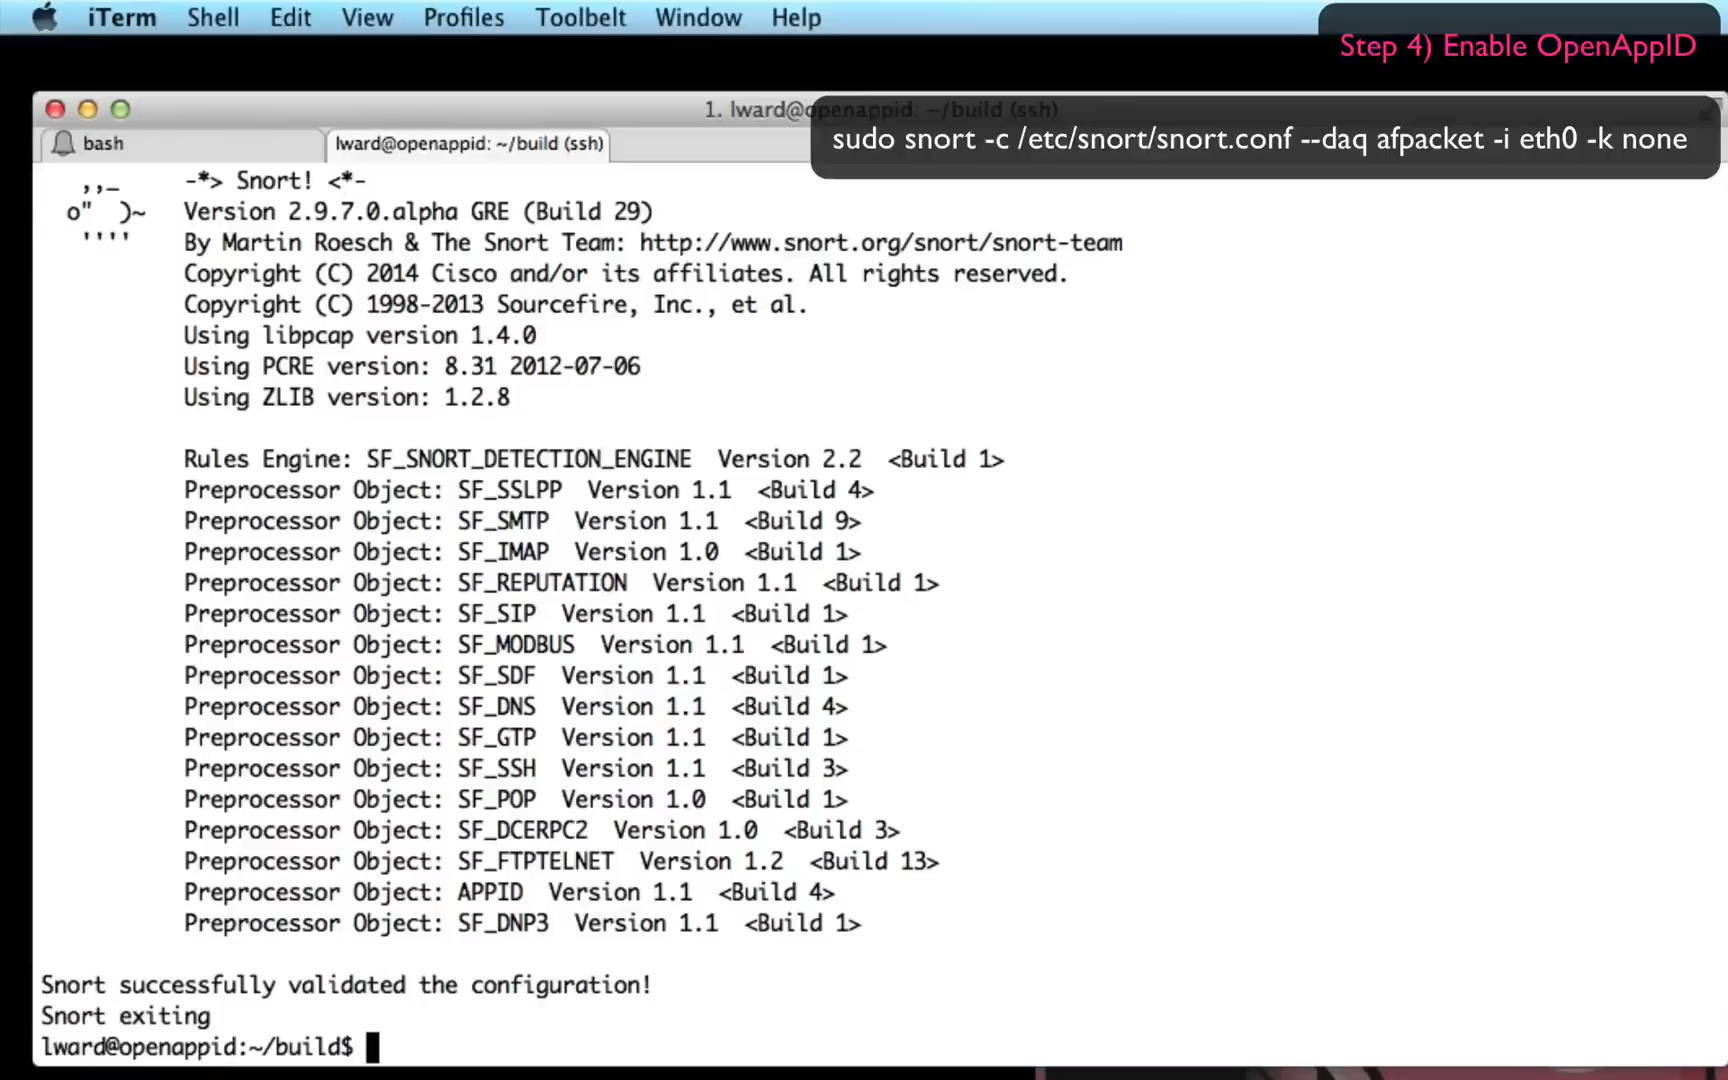 iTerm Shell Edit View Profiles Toolbelt Window Help
Step 4) Enable OpenAppID
1. lward@openappid: ~/build (ssh)
bash
lward@openappid: ~/build (ssh)
sudo snort -c /etc/snort/snort.conf --daq afpacket -i eth0 -k none
,,_ -*> Snort! <*-
o" )~ Version 2.9.7.0.alpha GRE (Build 29)
'''' By Martin Roesch & The Snort Team: http://www.snort.org/snort/snort-team
Copyright (C) 2014 Cisco and/or its affiliates. All rights reserved.
Copyright (C) 1998-2013 Sourcefire, Inc., et al.
Using libpcap version 1.4.0
Using PCRE version: 8.31 2012-07-06
Using ZLIB version: 1.2.8
Rules Engine: SF_SNORT_DETECTION_ENGINE Version 2.2 <Build 1>
Preprocessor Object: SF_SSLPP Version 1.1 <Build 4>
Preprocessor Object: SF_SMTP Version 1.1 <Build 9>
Preprocessor Object: SF_IMAP Version 1.0 <Build 1>
Preprocessor Object: SF_REPUTATION Version 1.1 <Build 1>
Preprocessor Object: SF_SIP Version 1.1 <Build 1>
Preprocessor Object: SF_MODBUS Version 1.1 <Build 1>
Preprocessor Object: SF_SDF Version 1.1 <Build 1>
Preprocessor Object: SF_DNS Version 1.1 <Build 4>
Preprocessor Object: SF_GTP Version 1.1 <Build 1>
Preprocessor Object: SF_SSH Version 1.1 <Build 3>
Preprocessor Object: SF_POP Version 1.0 <Build 1>
Preprocessor Object: SF_DCERPC2 Version 1.0 <Build 3>
Preprocessor Object: SF_FTPTELNET Version 1.2 <Build 13>
Preprocessor Object: APPID Version 1.1 <Build 4>
Preprocessor Object: SF_DNP3 Version 1.1 <Build 1>
Snort successfully validated the configuration!
Snort exiting
lward@openappid:~/build$